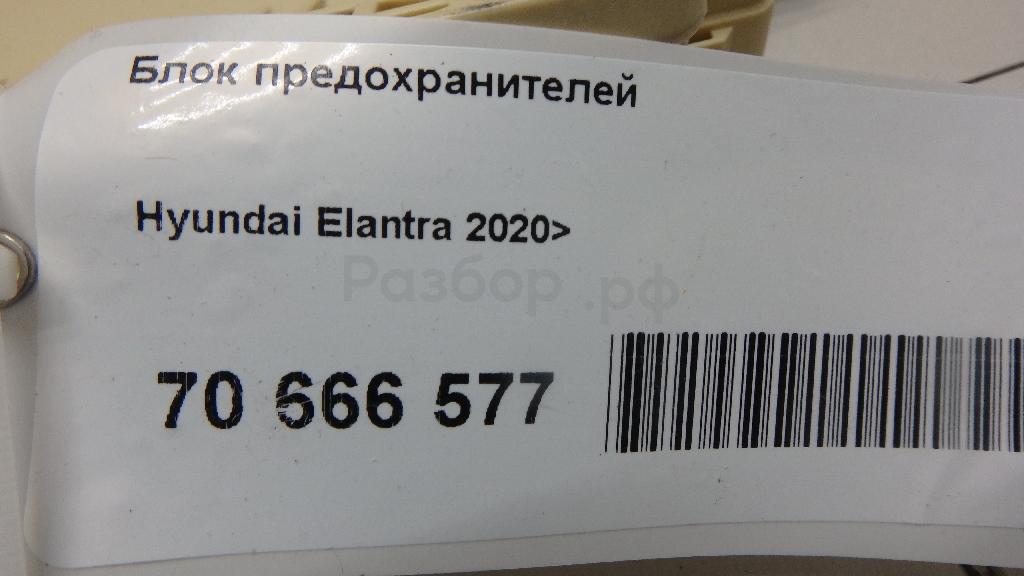 Блок предохранителей
Hyundai Elantra 2020>
Разбор.рф
70 666 577